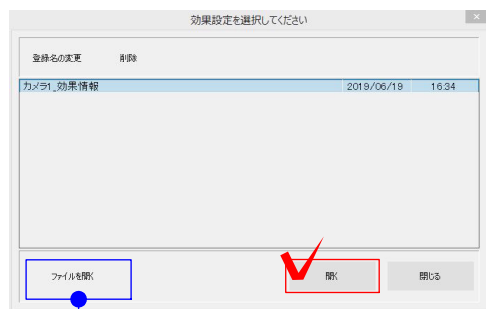 効果設定を選択してください
登録名の変更 削除
カメラ1_効果情報 2019/06/19 16:34
ファイルを開く 開く 閉じる